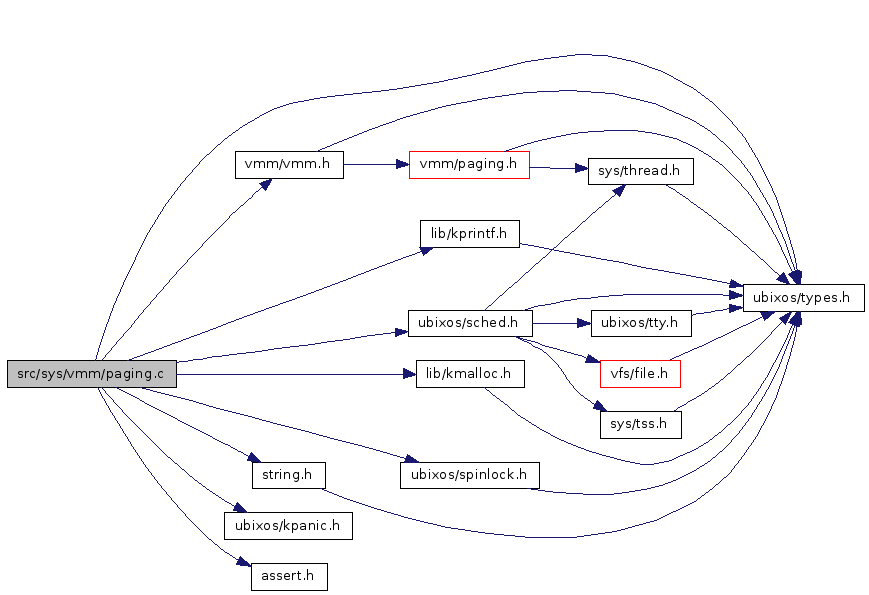 vmm/vmm.h
vmm/paging.h
sys/thread.h
lib/kprintf.h
ubixos/types.h
ubixos/sched.h
ubixos/tty.h
src/sys/vmm/paging.c
lib/kmalloc.h
vfs/file.h
sys/tss.h
string.h
ubixos/spinlock.h
ubixos/kpanic.h
assert.h